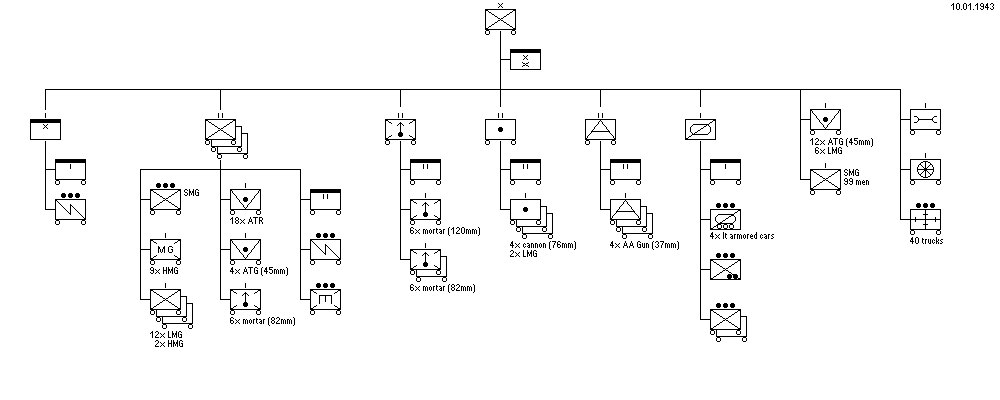 10.01.1943
12× ATG (45mm)
6× LMG
SMG
SMG
99 men
18× ATR
6× mortar (120mm)
4× cannon (76mm)
2× LMG
4× AA Gun (37mm)
4× lt armored cars
40 trucks
MG
9× HMG
4× ATG (45mm)
6× mortar (82mm)
6× mortar (82mm)
12× LMG
2× HMG